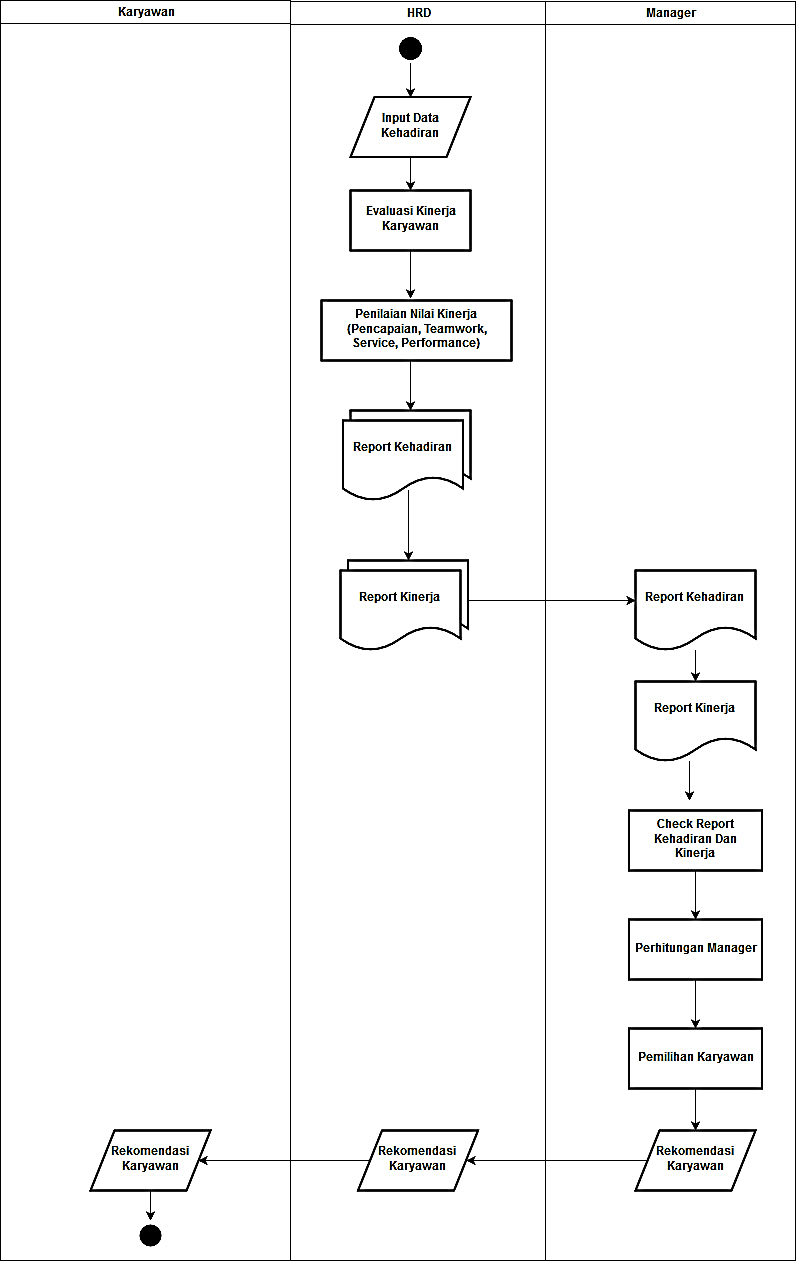 Karyawan
HRD
Manager
Input Data
Kehadiran
Evaluasi Kinerja
Karyawan
Penilaian Nilai Kinerja
(Pencapaian, Teamwork,
Service, Performance)
Report Kehadiran
Report Kinerja
Report Kehadiran
Report Kinerja
Check Report
Kehadiran Dan
Kinerja
Perhitungan Manager
Pemilihan Karyawan
Rekomendasi
Karyawan
Rekomendasi
Karyawan
Rekomendasi
Karyawan